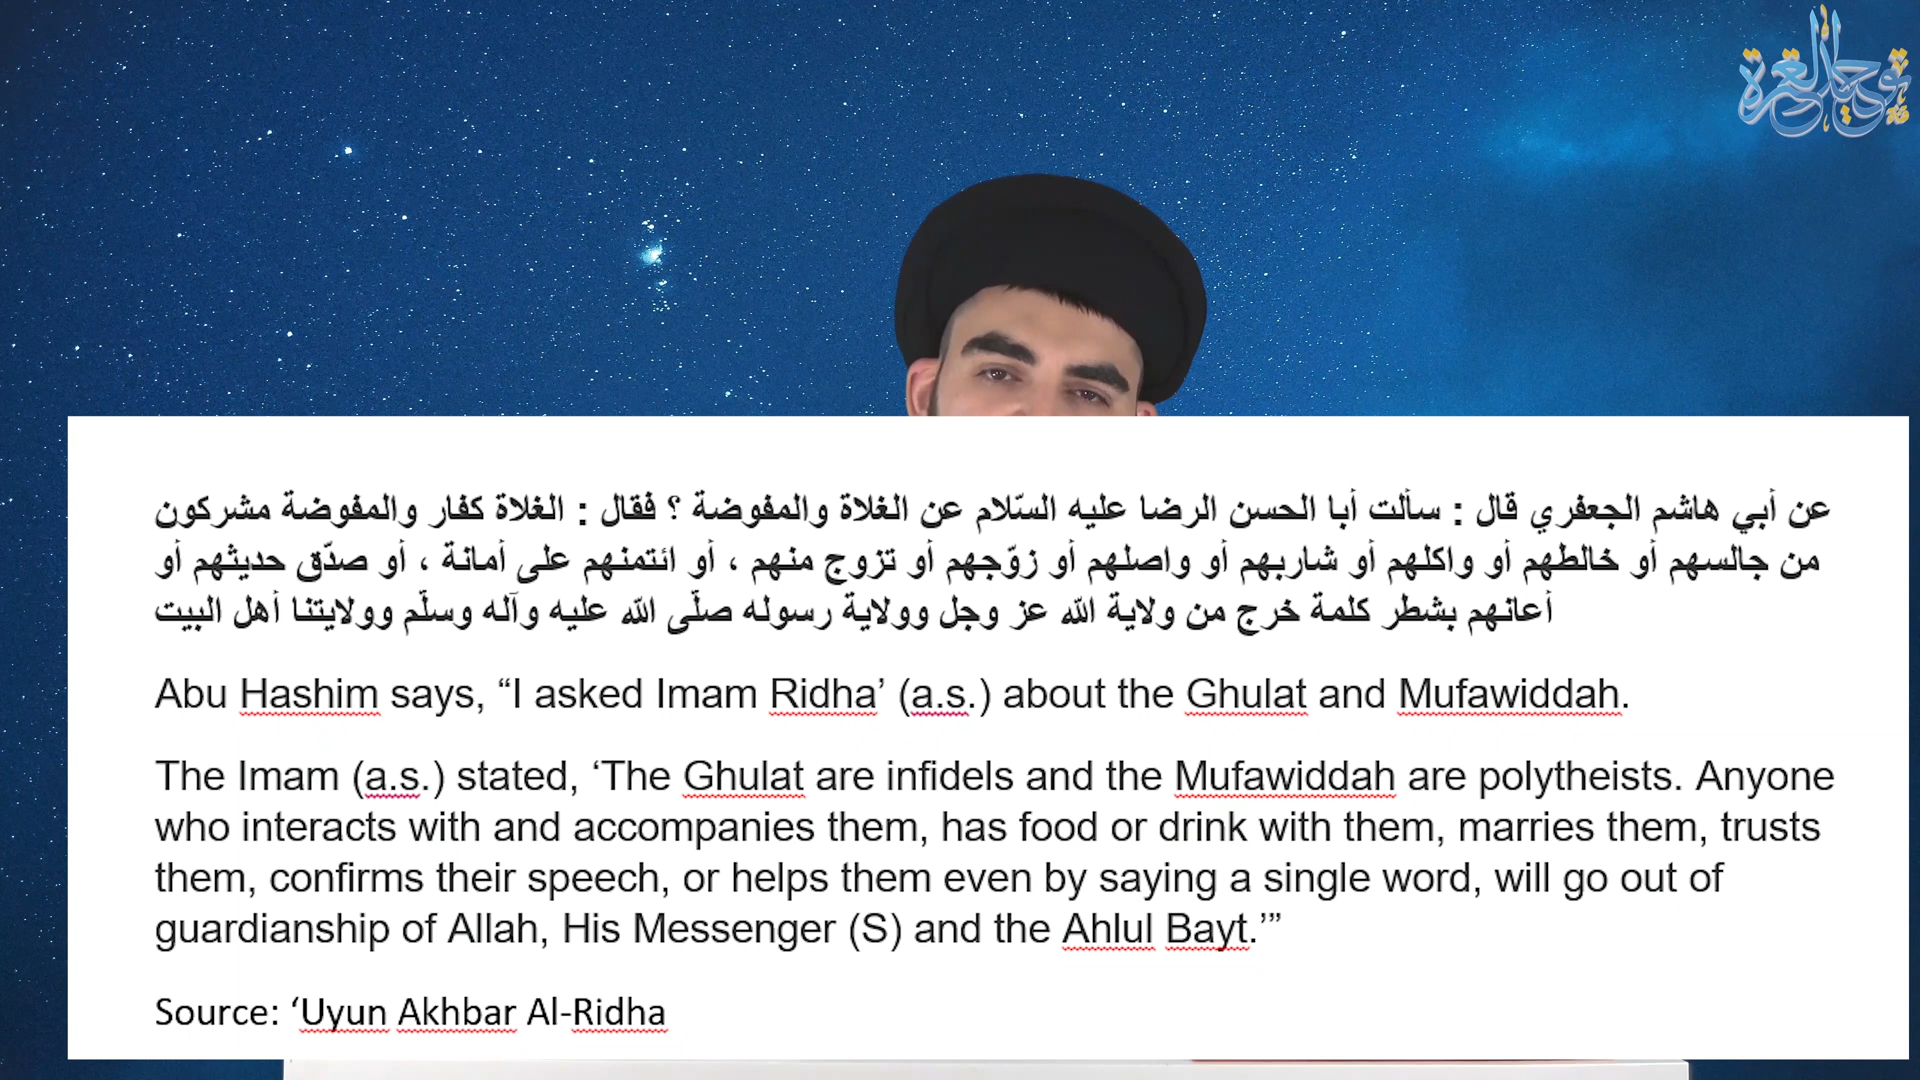 عن أبي هاشم الجعفري قال : سألت أبا الحسن الرضا عليه السّلام عن الغلاة والمفوضة ؟ فقال : الغلاة كفار والمفوضة مشركون
من جالسهم أو خالطهم أو واكلهم أو شاربهم أو واصلهم أو زوّجهم أو تزوج منهم ، أو ائتمنهم على أمانة ، أو صدّق حديثهم أو
أعانهم بشطر كلمة خرج من ولاية الله عز وجل وولاية رسوله صلّى الله عليه وآله وسلّم وولايتنا أهل البيت
Abu Hashim says, “I asked Imam Ridha’ (a.s.) about the Ghulat and Mufawiddah.
The Imam (a.s.) stated, ‘The Ghulat are infidels and the Mufawiddah are polytheists. Anyone
who interacts with and accompanies them, has food or drink with them, marries them, trusts
them, confirms their speech, or helps them even by saying a single word, will go out of
guardianship of Allah, His Messenger (S) and the Ahlul Bayt.’”
Source: ‘Uyun Akhbar Al-Ridha